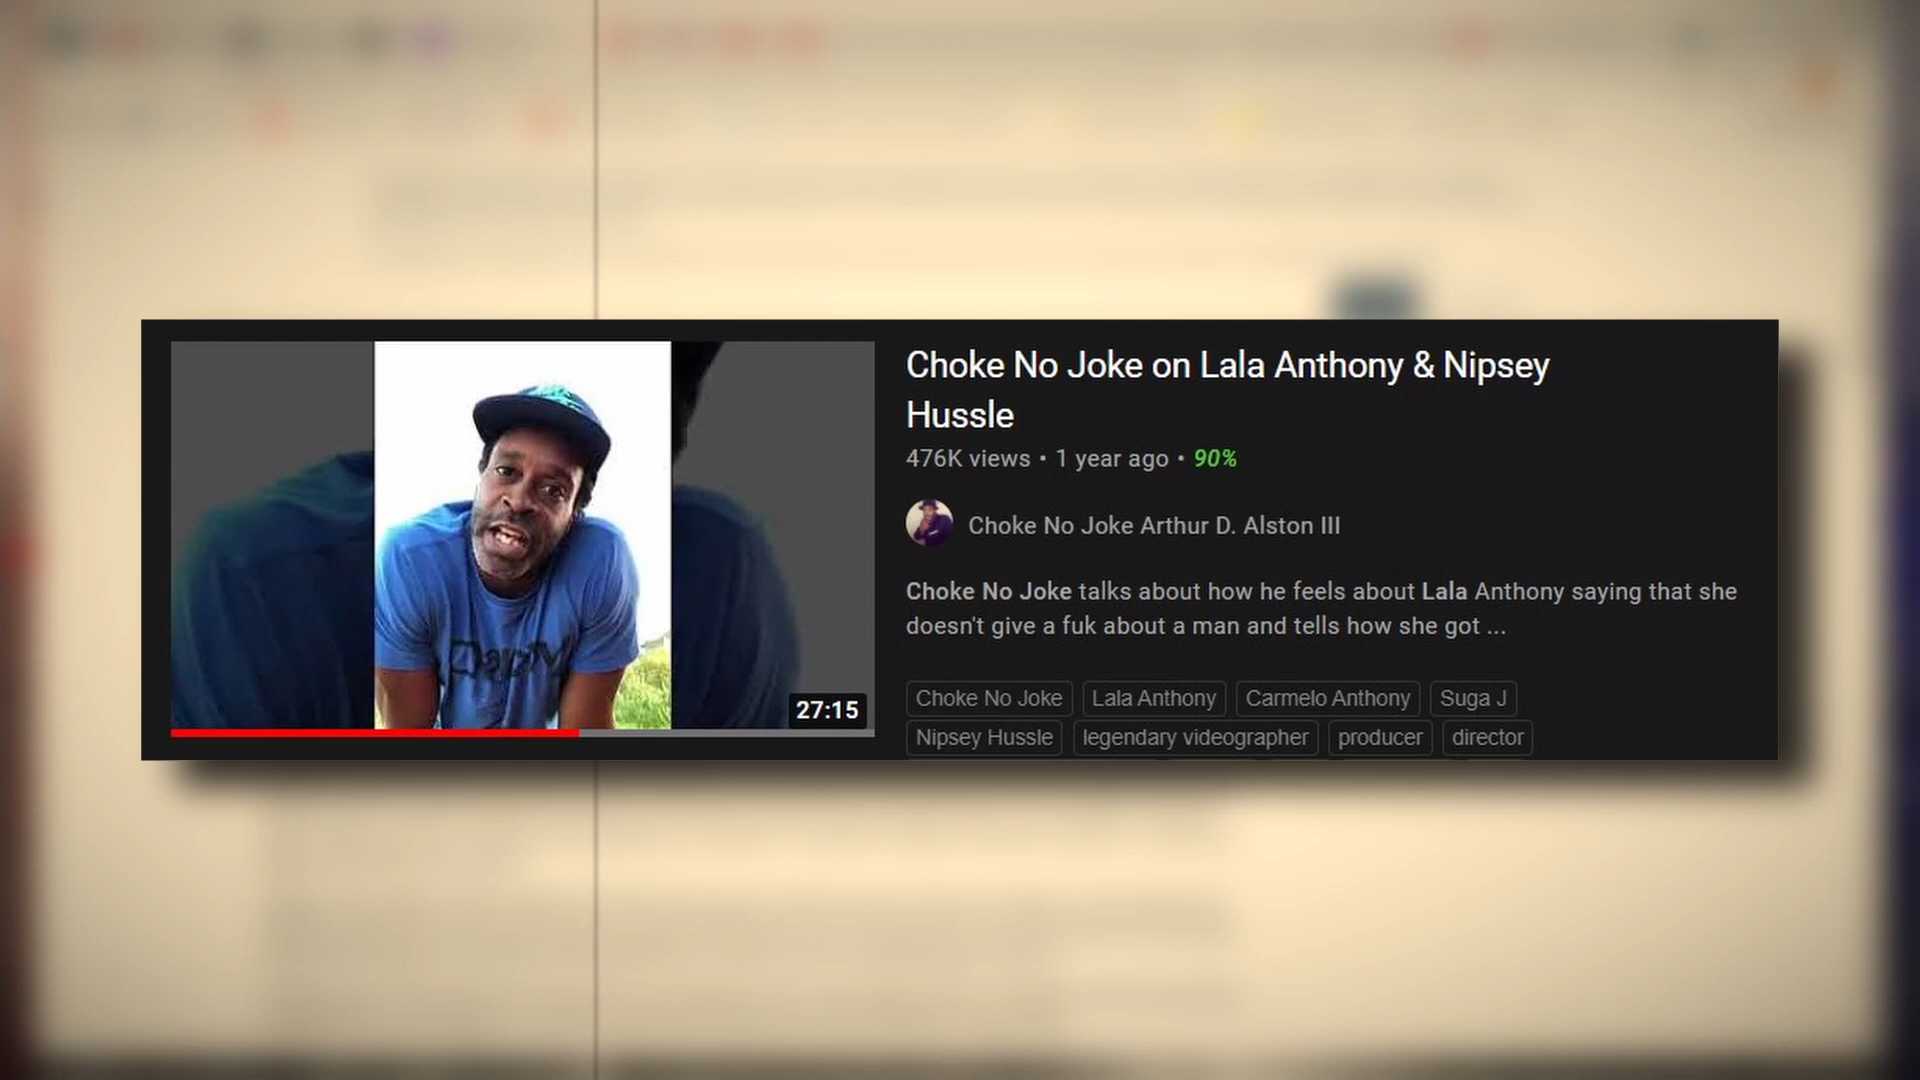 Choke No Joke on Lala Anthony & Nipsey
Hussle
476K views • 1 year ago • 90%
Choke No Joke Arthur D. Alston III
Choke No Joke talks about how he feels about Lala Anthony saying that she
doesn't give a fuk about a man and tells how she got ...
Choke No Joke Lala Anthony Carmelo Anthony Suga J
Nipsey Hussle legendary videographer producer director
27:15